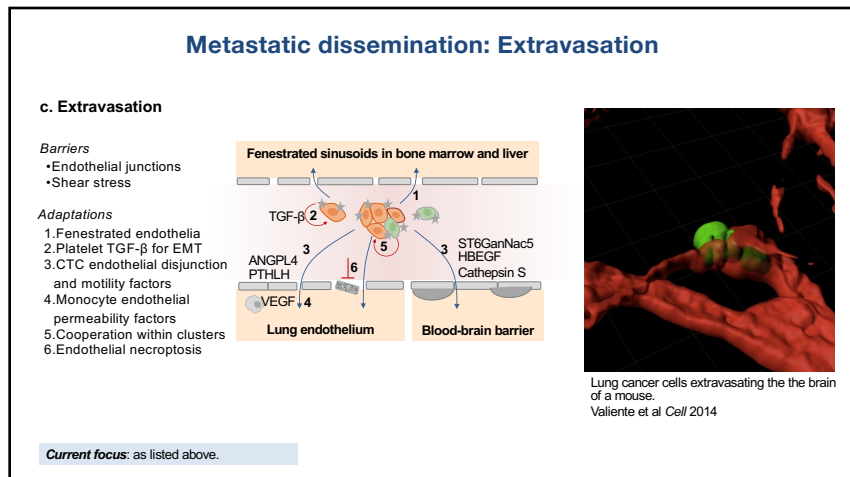 Metastatic dissemination: Extravasation
c. Extravasation
Barriers
•Endothelial junctions
•Shear stress
Adaptations
1.Fenestrated endothelia
2.Platelet TGF-β for EMT
3.CTC endothelial disjunction
and motility factors
4.Monocyte endothelial
permeability factors
5.Cooperation within clusters
6.Endothelial necroptosis
Fenestrated sinusoids in bone marrow and liver
1
TGF-β
2
5
3
ANGPL4
PTHLH
6
3
ST6GanNac5
HBEGF
Cathepsin S
VEGF
4
Lung endothelium
Blood-brain barrier
Lung cancer cells extravasating the the brain
of a mouse.
Valiente et al Cell 2014
Current focus: as listed above.